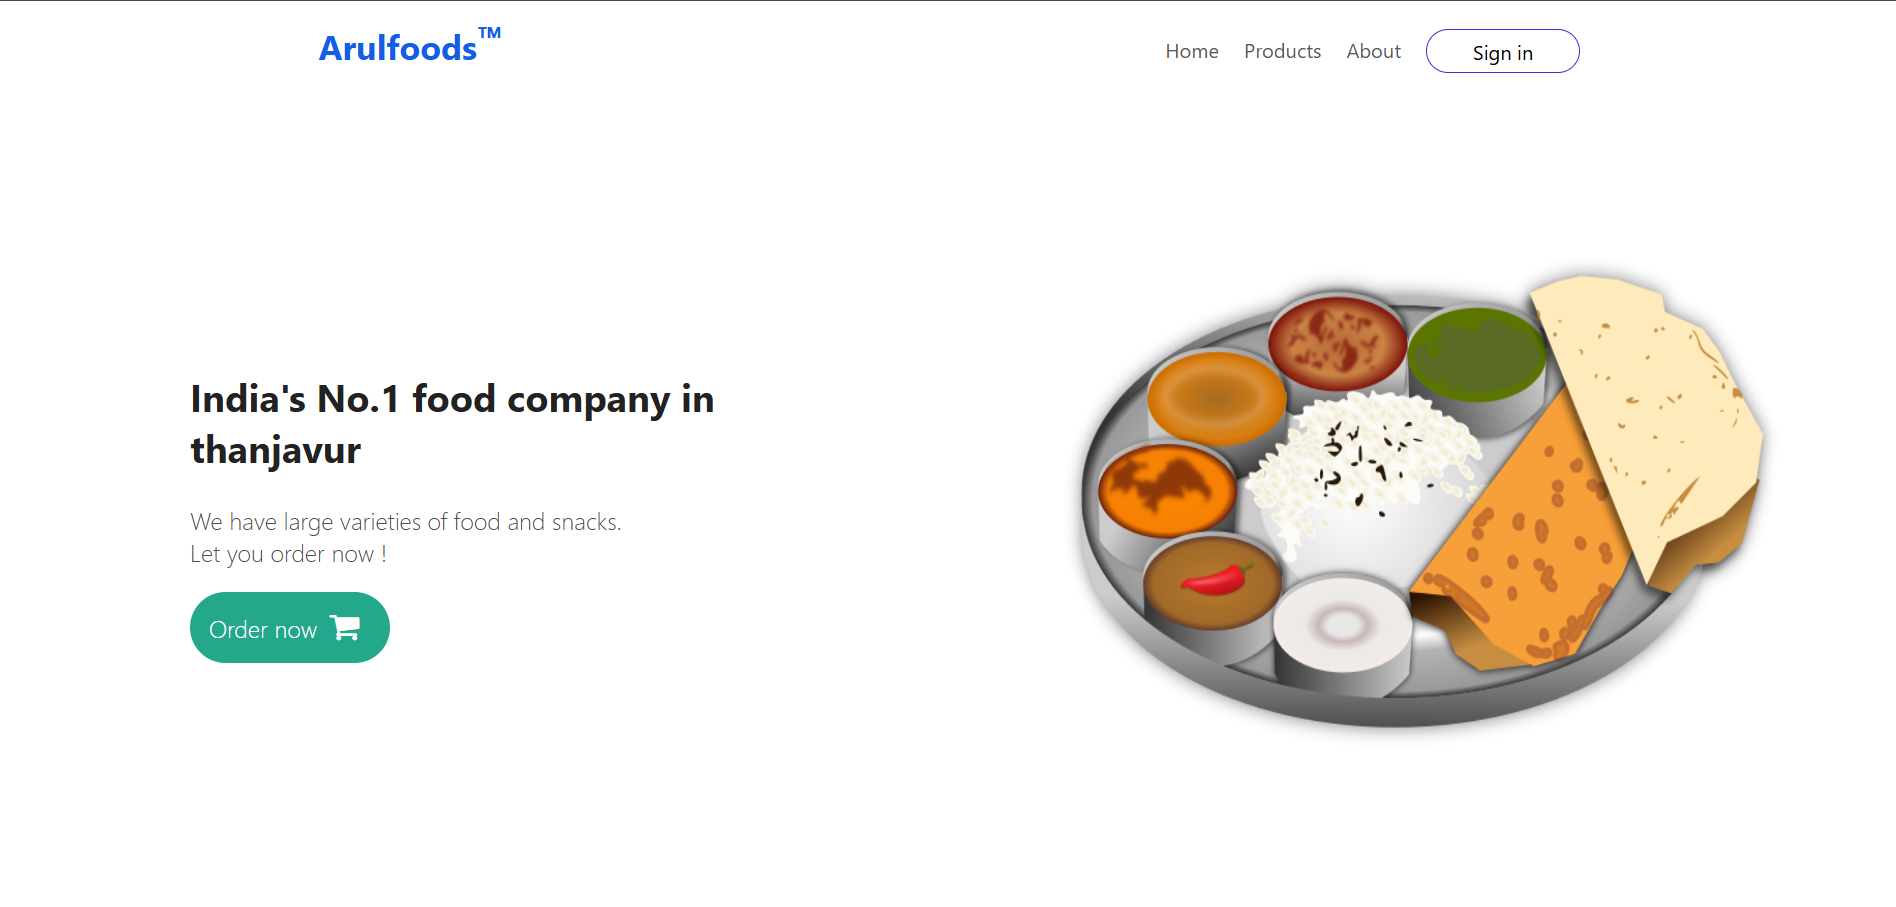 Arulfoods™
Home Products About Sign in
India's No.1 food company in
thanjavur
We have large varieties of food and snacks.
Let you order now !
Order now